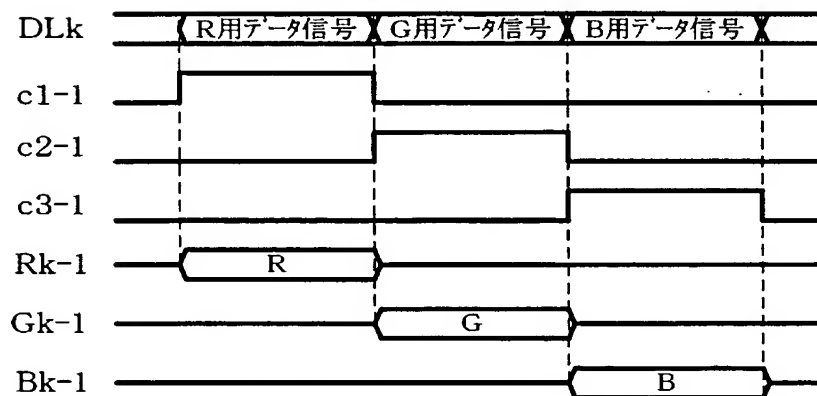 DLk R用データ信号 G用データ信号 B用データ信号
c1-1
c2-1
c3-1
Rk-1 R
Gk-1 G
Bk-1 B